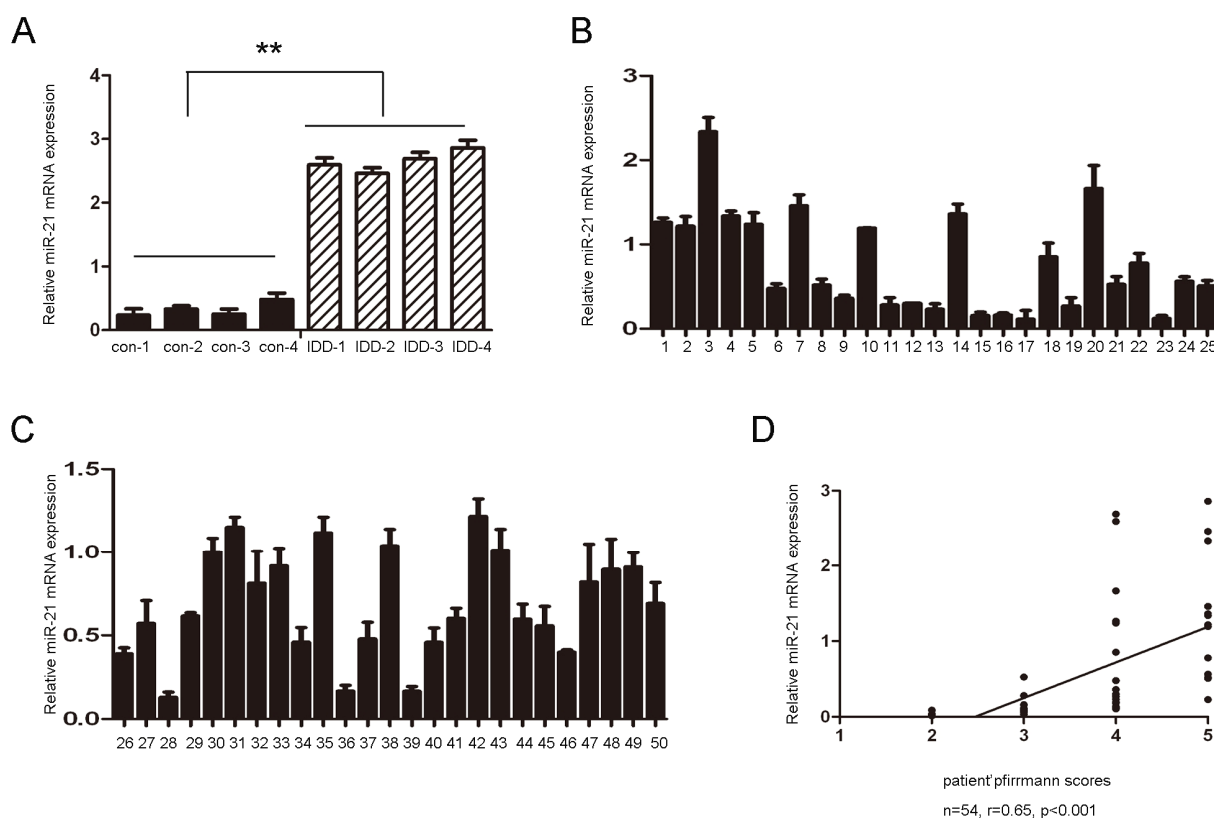 A
**
Relative miR-21 mRNA expression
4
3
2
1
0
con-1 con-2 con-3 con-4 IDD-1 IDD-2 IDD-3 IDD-4
B
Relative miR-21 mRNA expression
3
2
1
0
1 2 3 4 5 6 7 8 9 10 11 12 13 14 15 16 17 18 19 20 21 22 23 24 25
C
Relative miR-21 mRNA expression
1.5
1.0
0.5
0.0
26 27 28 29 30 31 32 33 34 35 36 37 38 39 40 41 42 43 44 45 46 47 48 49 50
D
Relative miR-21 mRNA expression
3
2
1
0
1 2 3 4 5
patient'pfirrmann scores
n=54, r=0.65, p<0.001